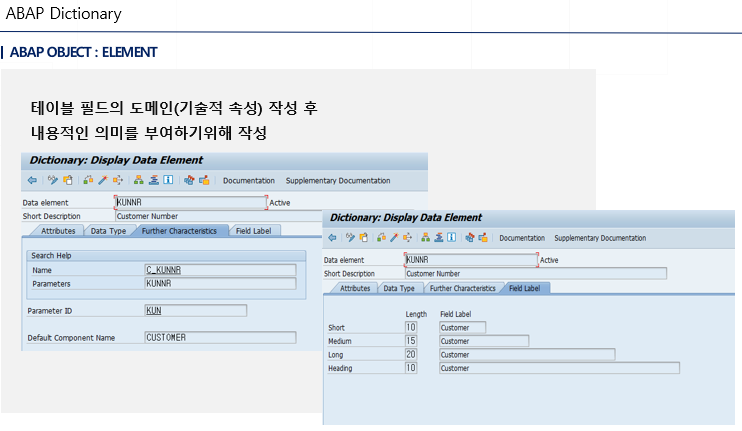 ABAP Dictionary
ABAP OBJECT : ELEMENT
테이블 필드의 도메인(기술적 속성) 작성 후
내용적인 의미를 부여하기위해 작성
Dictionary: Display Data Element
Documentation Supplementary Documentation
Data element KUNNR Active
Short Description Customer Number
Attributes Data Type Further Characteristics Field Label
Search Help
Name C_KUNNR
Parameters KUNNR
Parameter ID KUN
Default Component Name CUSTOMER
Dictionary: Display Data Element
Documentation Supplementary Documentation
Data element KUNNR Active
Short Description Customer Number
Attributes Data Type Further Characteristics Field Label
Length Field Label
Short 10 Customer
Medium 15 Customer
Long 20 Customer
Heading 10 Customer